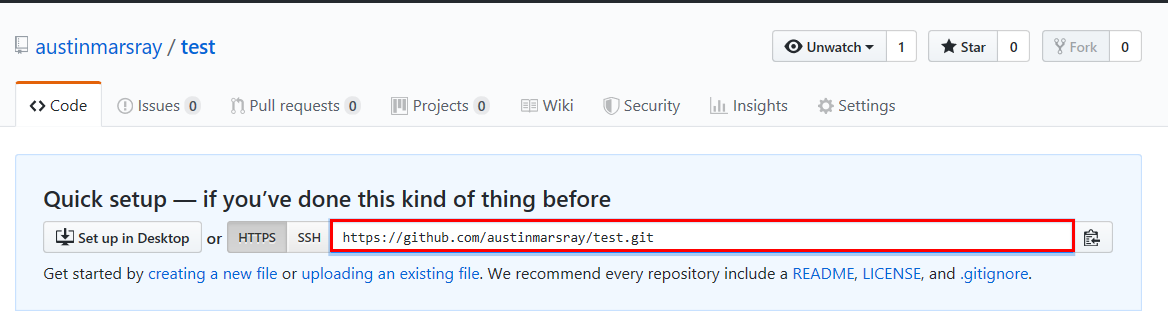 austinmarsray / test
Unwatch 1 Star 0 Fork 0
Code Issues 0 Pull requests 0 Projects 0 Wiki Security Insights Settings
Quick setup — if you’ve done this kind of thing before
Set up in Desktop or HTTPS SSH https://github.com/austinmarsray/test.git
Get started by creating a new file or uploading an existing file. We recommend every repository include a README, LICENSE, and .gitignore.